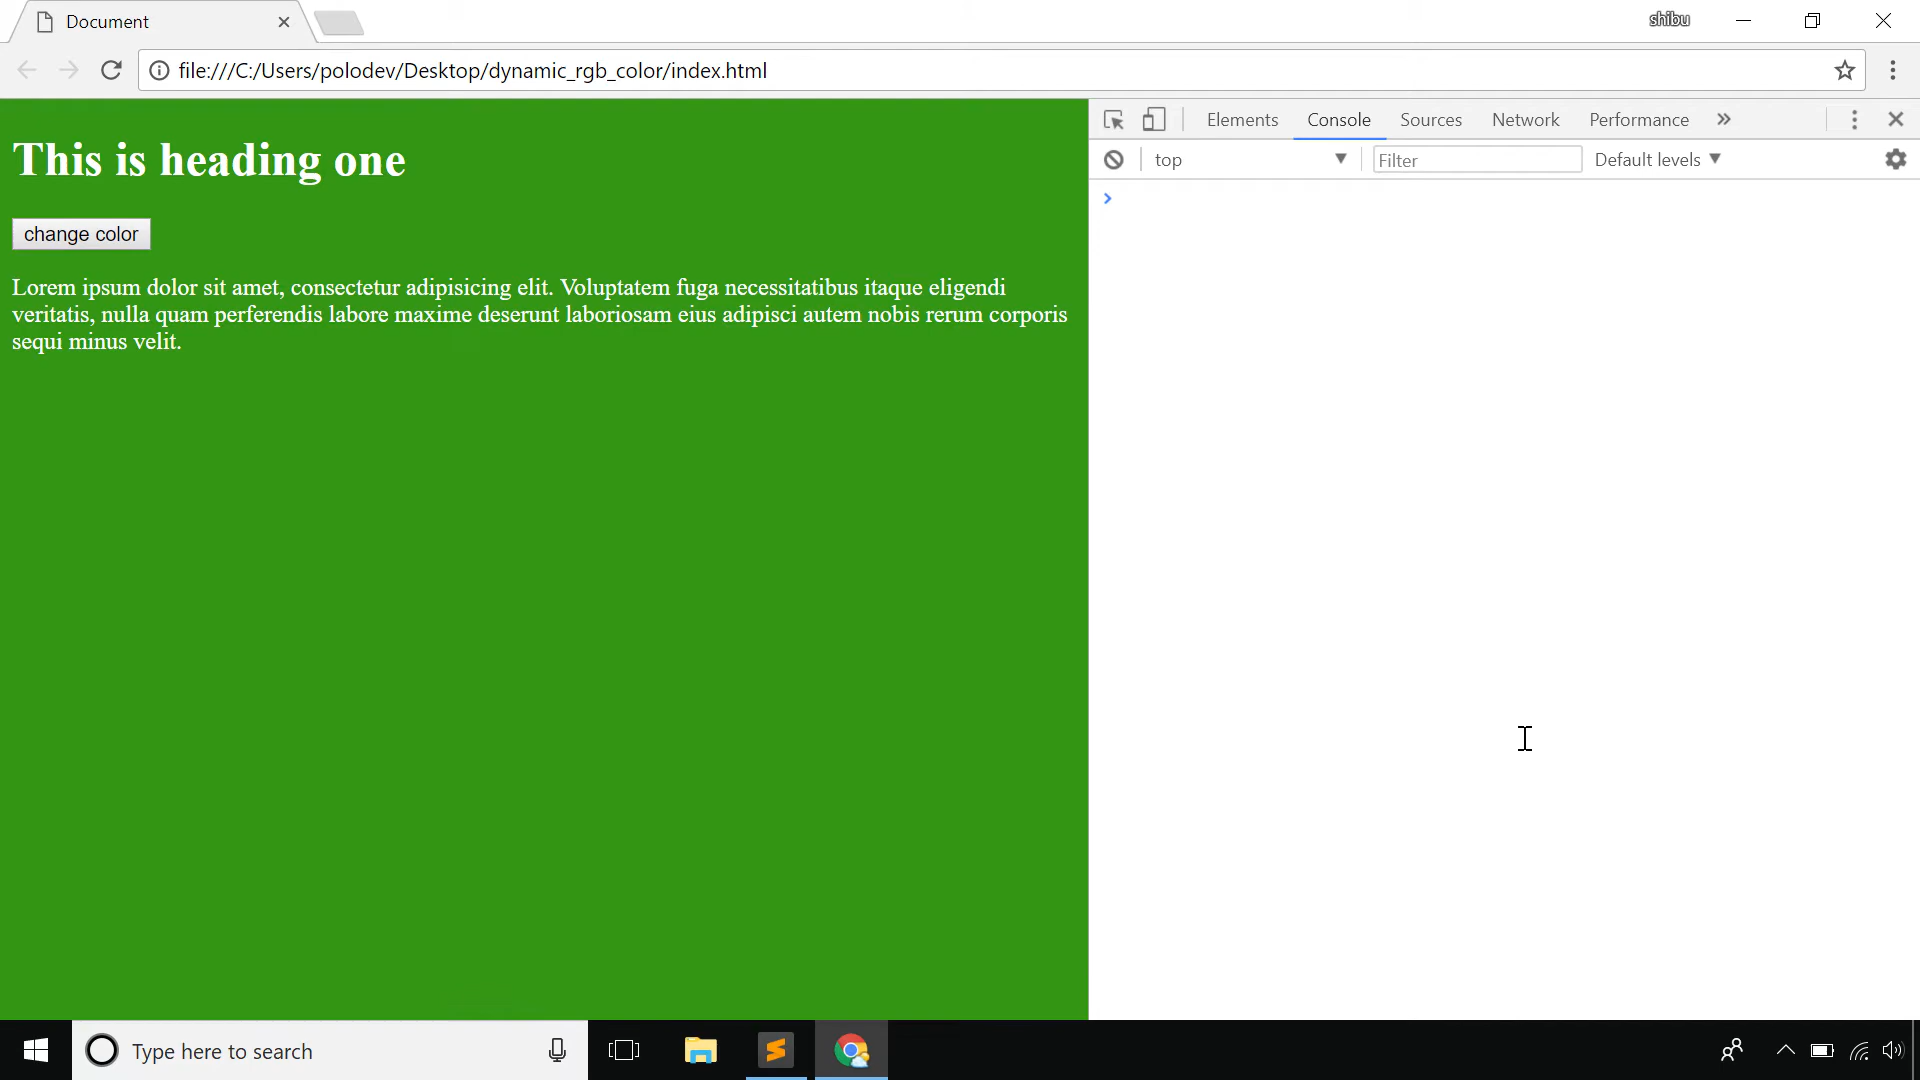 Document
shibu
file:///C:/Users/polodev/Desktop/dynamic_rgb_color/index.html
Elements Console Sources Network Performance »
top Filter Default levels
This is heading one
change color
Lorem ipsum dolor sit amet, consectetur adipisicing elit. Voluptatem fuga necessitatibus itaque eligendi
veritatis, nulla quam perferendis labore maxime deserunt laboriosam eius adipisci autem nobis rerum corporis
sequi minus velit.
Type here to search